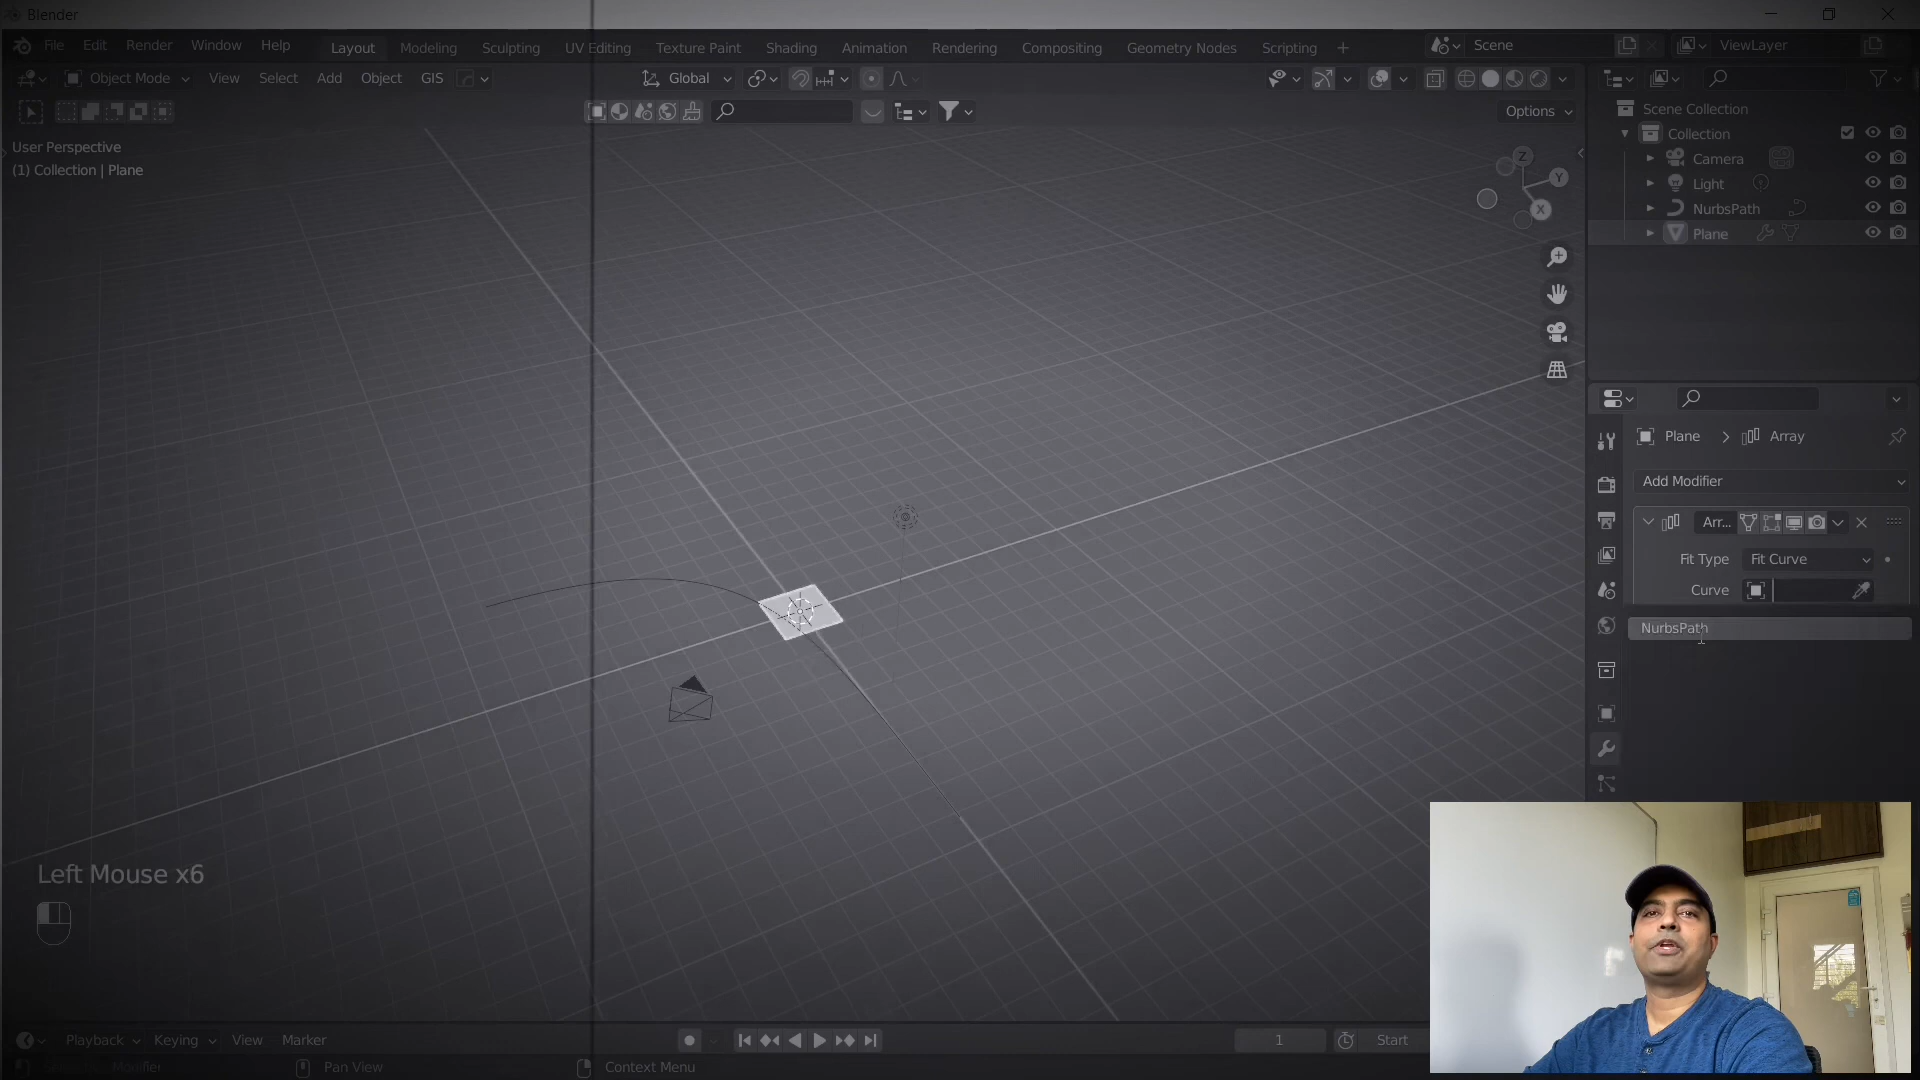 Blender
File Edit Render Window Help Layout Modeling Sculpting UV Editing Texture Paint Shading Animation Rendering Compositing Geometry Nodes Scripting + Scene ViewLayer
Object Mode View Select Add Object GIS Global
Options
User Perspective
(1) Collection | Plane
Z
Y
X
Scene Collection
Collection
Camera
Light
NurbsPath
Plane
Plane > Array
Add Modifier
Arr...
Fit Type Fit Curve
Curve
NurbsPath
Left Mouse x6
Playback Keying View Marker 1 Start
Modifier Pan View Context Menu